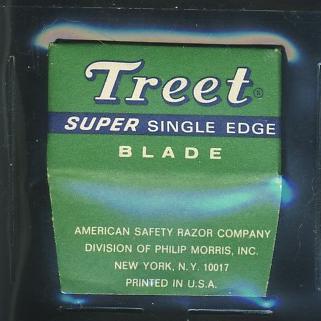 Treet®
SUPER SINGLE EDGE
BLADE
AMERICAN SAFETY RAZOR COMPANY
DIVISION OF PHILIP MORRIS, INC.
NEW YORK, N.Y. 10017
PRINTED IN U.S.A.